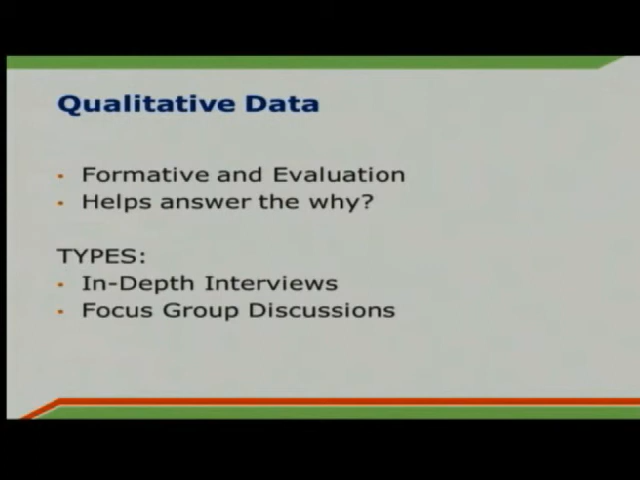 Qualitative Data
• Formative and Evaluation
• Helps answer the why?
TYPES:
• In-Depth Interviews
• Focus Group Discussions